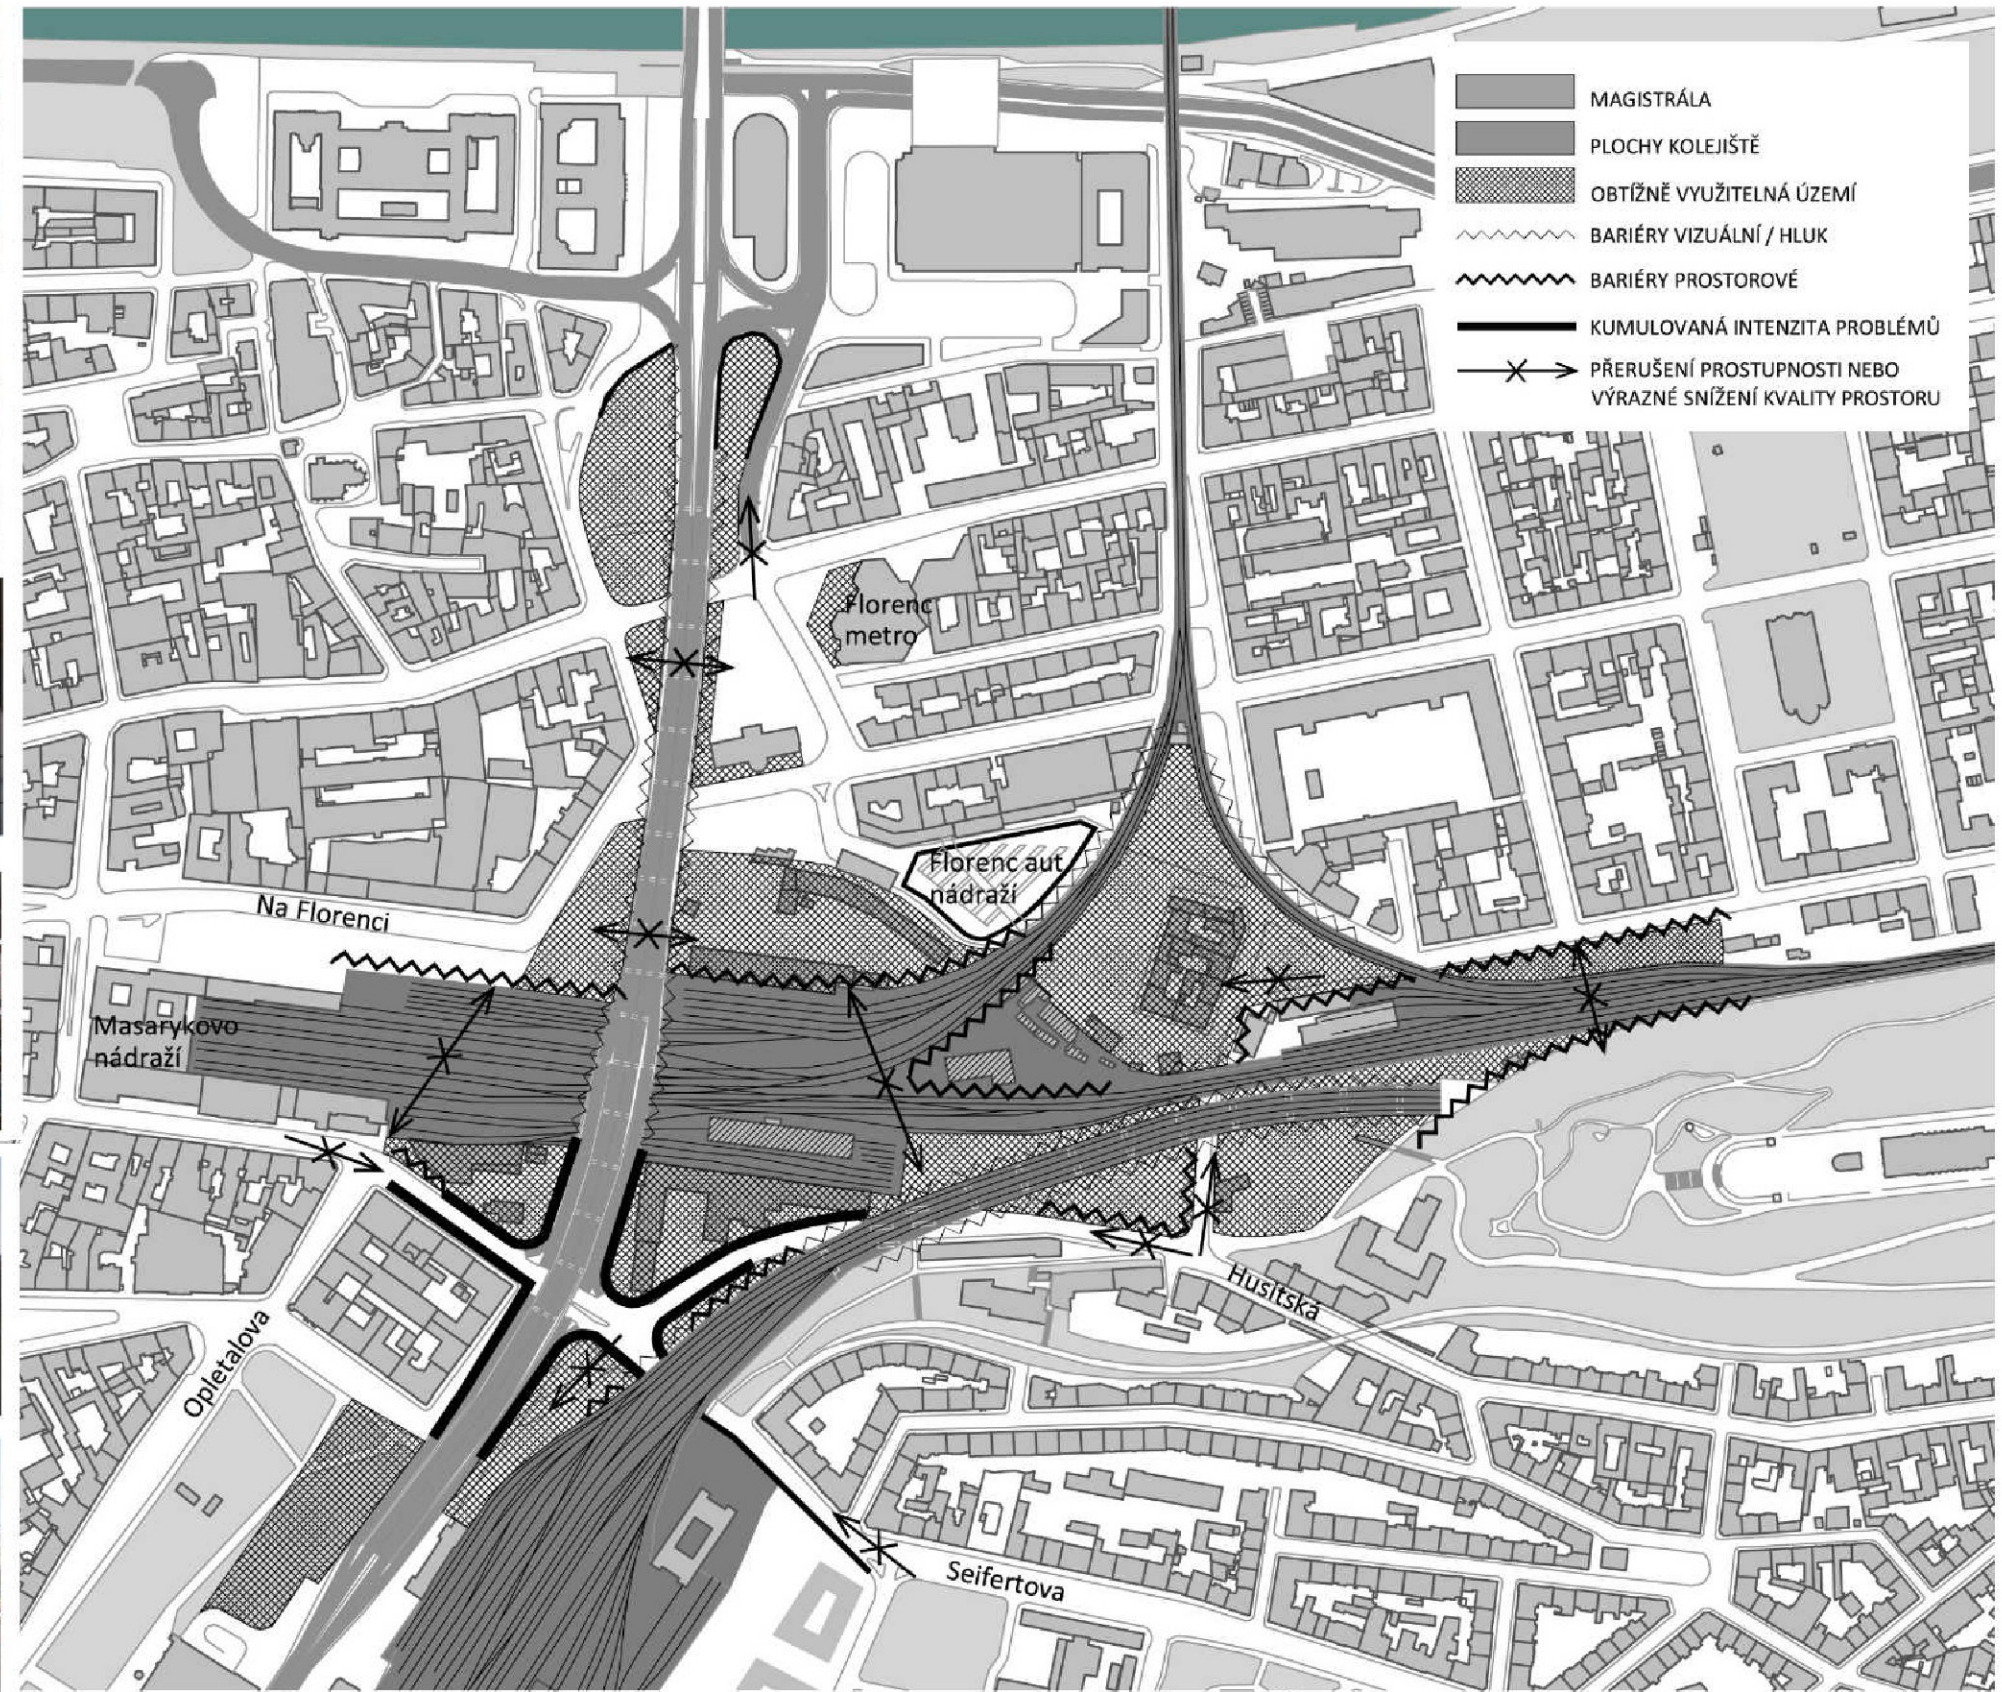 MAGISTRÁLA
PLOCHY KOLEJIŠTĚ
OBTÍŽNĚ VYUŽITELNÁ ÚZEMÍ
BARIÉRY VIZUÁLNÍ / HLUK
BARIÉRY PROSTOROVÉ
KUMULOVANÁ INTENZITA PROBLÉMŮ
PŘERUŠENÍ PROSTUPNOSTI NEBO
VÝRAZNÉ SNÍŽENÍ KVALITY PROSTORU
Florenc
metro
Florenc aut.
nádraží
Na Florenci
Masarykovo
nádraží
Husitská
Opletalova
Seifertova